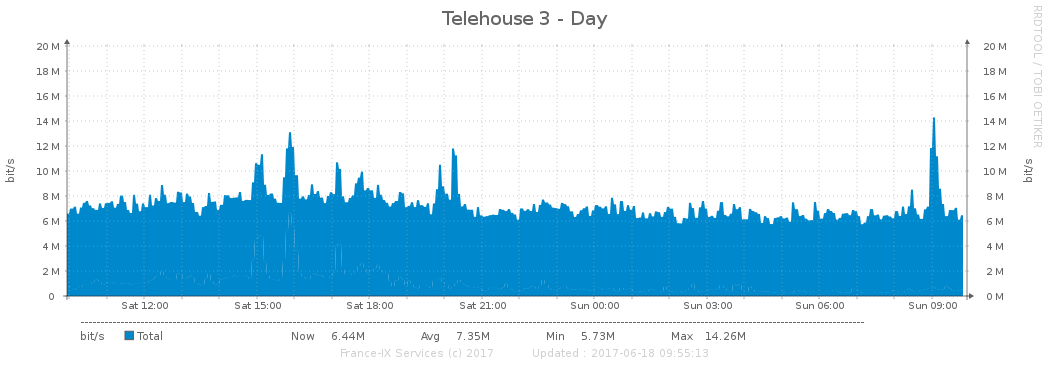 Telehouse 3 - Day
RRDTOOL / TOBI OETIKER
bit/s
20 M 20 M
18 M 18 M
16 M 16 M
14 M 14 M
12 M 12 M
10 M 10 M
8 M 8 M
6 M 6 M
4 M 4 M
2 M 2 M
0 0 M
bit/s
Sat 12:00 Sat 15:00 Sat 18:00 Sat 21:00 Sun 00:00 Sun 03:00 Sun 06:00 Sun 09:00
bit/s Total Now 6.44M Avg 7.35M Min 5.73M Max 14.26M
France-IX Services (c) 2017 Updated : 2017-06-18 09:55:13